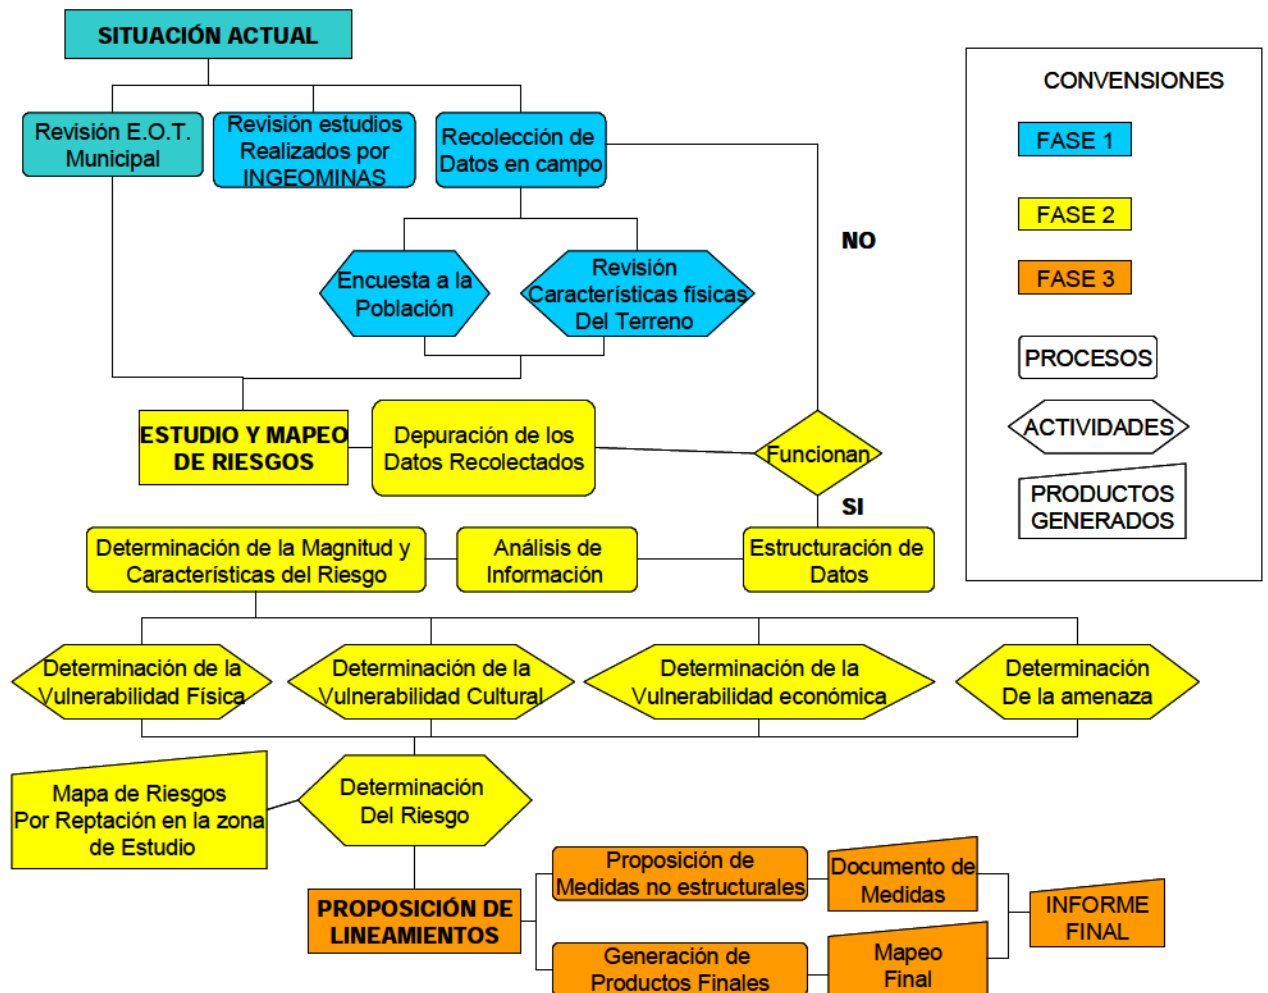 SITUACIÓN ACTUAL
CONVENSIONES
Revisión E.O.T.
Municipal
Revisión estudios
Realizados por
INGEOMINAS
Recolección de
Datos en campo
FASE 1
FASE 2
FASE 3
NO
Encuesta a la
Población
Revisión
Características físicas
Del Terreno
PROCESOS
ACTIVIDADES
PRODUCTOS
GENERADOS
ESTUDIO Y MAPEO
DE RIESGOS
Depuración de los
Datos Recolectados
Funcionan
SI
Determinación de la Magnitud y
Características del Riesgo
Análisis de
Información
Estructuración de
Datos
Determinación de la
Vulnerabilidad Física
Determinación de la
Vulnerabilidad Cultural
Determinación de la
Vulnerabilidad económica
Determinación
De la amenaza
Mapa de Riesgos
Por Reptación en la zona
de Estudio
Determinación
Del Riesgo
PROPOSICIÓN DE
LINEAMIENTOS
Proposición de
Medidas no estructurales
Documento de
Medidas
Generación de
Productos Finales
Mapeo
Final
INFORME
FINAL